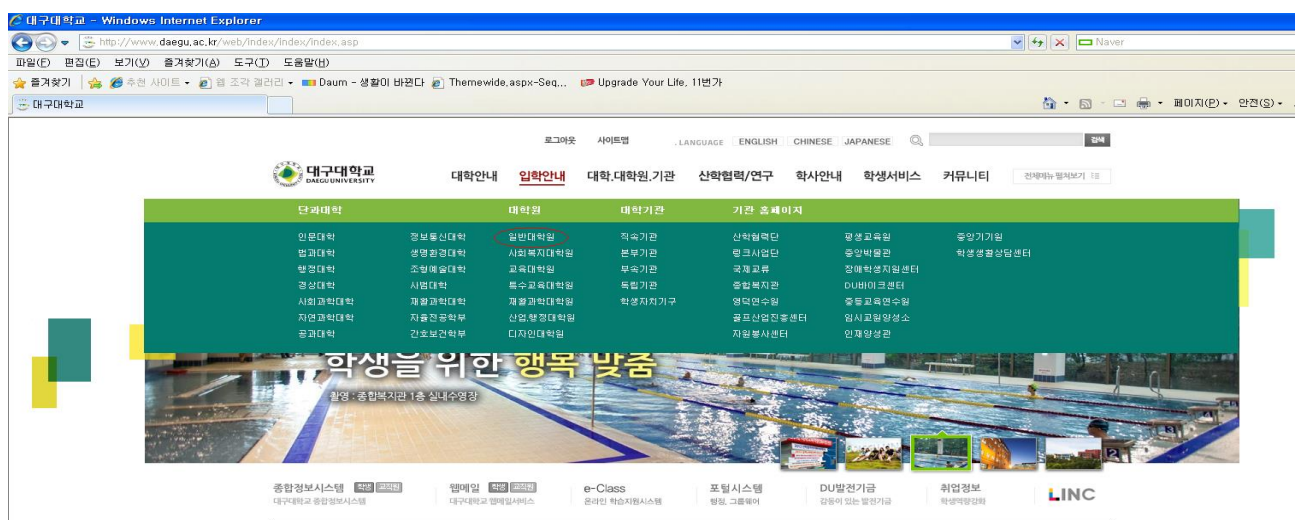 대구대학교 - Windows Internet Explorer
http://www.daegu.ac.kr/web/index/index/index.asp
Naver
파일(F) 편집(E) 보기(V) 즐겨찾기(A) 도구(T) 도움말(H)
즐겨찾기 추천 사이트 웹 조각 갤러리 Daum - 생활이 바뀐다 Themewide.aspx-Seq... Upgrade Your Life, 11번가
대구대학교 페이지(P) 안전(S)
로그아웃 사이트맵 .LANGUAGE ENGLISH CHINESE JAPANESE 검색
대구대학교
DAEGU UNIVERSITY
대학안내 입학안내 대학.대학원.기관 산학협력/연구 학사안내 학생서비스 커뮤니티 전체메뉴 펼쳐보기
단과대학 대학원 대학기관 기관 홈페이지
인문대학 정보통신대학 일반대학원 직속기관 산학협력단 평생교육원 중앙기기원
법과대학 생명환경대학 사회복지대학원 본부기관 링크사업단 중앙박물관 학생생활상담센터
행정대학 조형예술대학 교육대학원 부속기관 국제교류 장애학생지원센터
경상대학 사범대학 특수교육대학원 독립기관 종합복지관 DU바이크센터
사회과학대학 재활과학대학 재활과학대학원 학생자치기구 영덕연수원 중등교육연수원
자연과학대학 자율전공학부 산업,행정대학원 골프산업진흥센터 임시교원양성소
공과대학 간호보건학부 디자인대학원 자원봉사센터 인재양성관
학생을 위한 행복 맞춤
촬영 : 종합복지관 1층 실내수영장
종합정보시스템 학생 교직원 웹메일 학생 교직원 e-Class 포털시스템 DU발전기금 취업정보 LINC
대구대학교 종합정보시스템 대구대학교 웹메일서비스 온라인 학습지원시스템 행정, 그룹웨어 감동이 있는 발전기금 학생역량강화